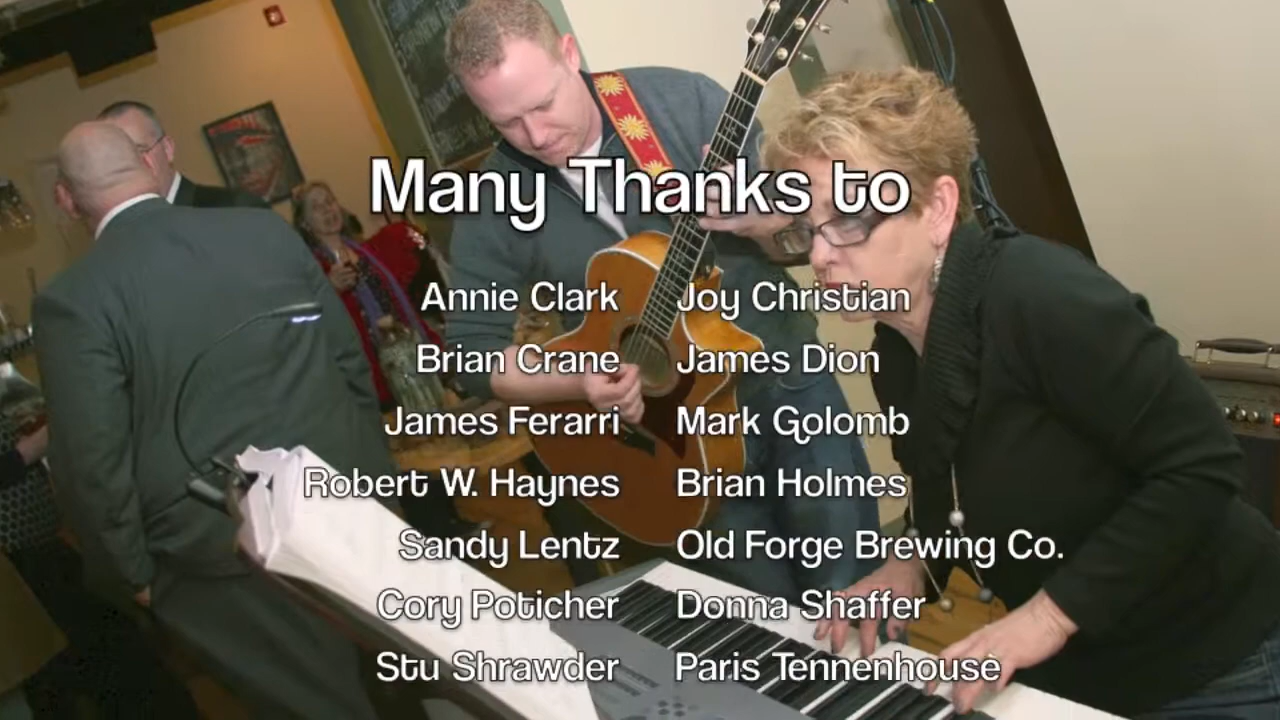 Many Thanks to
Annie Clark Joy Christian
Brian Crane James Dion
James Ferarri Mark Golomb
Robert W. Haynes Brian Holmes
Sandy Lentz Old Forge Brewing Co.
Cory Poticher Donna Shaffer
Stu Shrawder Paris Tennenhouse